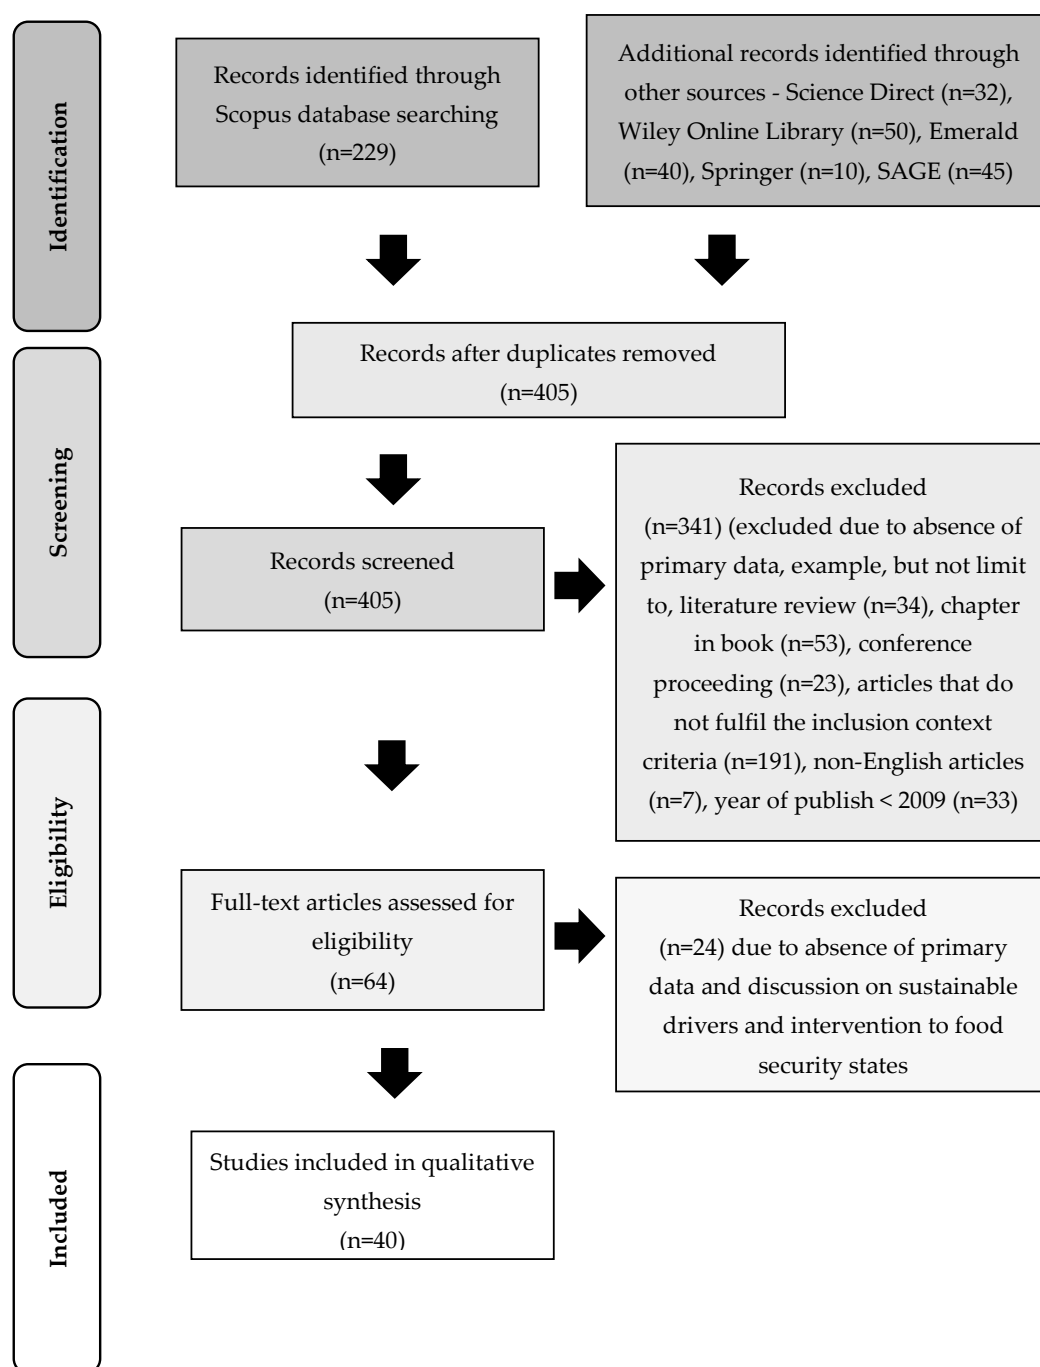 Identification
Records identified through
Scopus database searching
(n=229)
Additional records identified through
other sources - Science Direct (n=32),
Wiley Online Library (n=50), Emerald
(n=40), Springer (n=10), SAGE (n=45)
Records after duplicates removed
(n=405)
Screening
Records screened
(n=405)
Records excluded
(n=341) (excluded due to absence of
primary data, example, but not limit
to, literature review (n=34), chapter
in book (n=53), conference
proceeding (n=23), articles that do
not fulfil the inclusion context
criteria (n=191), non-English articles
(n=7), year of publish < 2009 (n=33)
Eligibility
Full-text articles assessed for
eligibility
(n=64)
Records excluded
(n=24) due to absence of primary
data and discussion on sustainable
drivers and intervention to food
security states
Included
Studies included in qualitative
synthesis
(n=40)